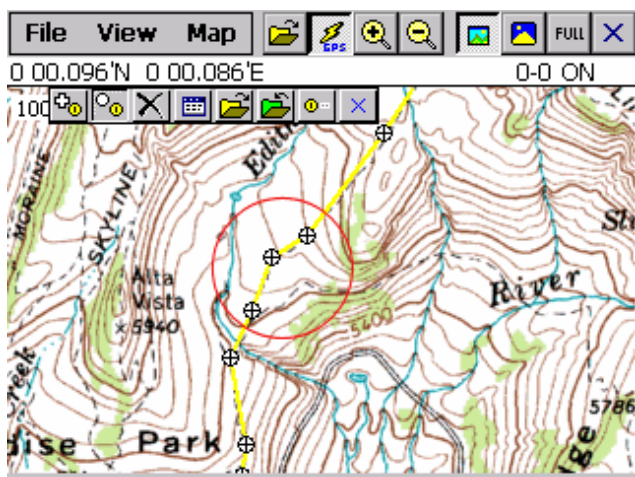 File View Map GPS FULL
0 00.096'N 0 00.086'E 0-0 ON
100
Edith
MORAINE
SKYLINE
Alta
Vista
5940
River
5400
Creek
5786
Park